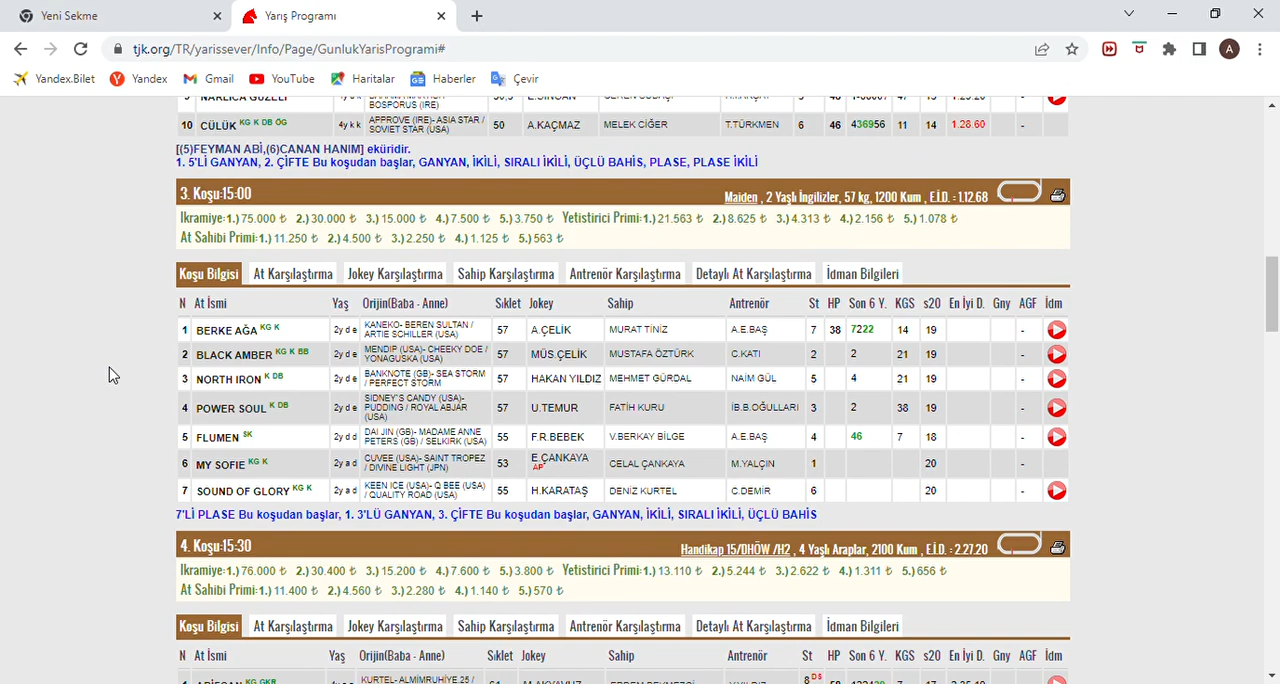 Yeni Sekme
Yarış Programı
tjk.org/TR/yarissever/Info/Page/GunlukYarisProgrami#
A
Yandex.Bilet Yandex Gmail YouTube Haritalar Haberler Çevir
BOSPORUS (IRE)
10 CÜLÜK KG K DB ÖG 4y k k APPROVE (IRE)- ASIA STAR / SOVIET STAR (USA) 50 A.KAÇMAZ MELEK CİĞER T.TÜRKMEN 6 46 436956 11 14 1.28.60 -
[(5)FEYMAN ABİ,(6)CANAN HANIM] eküridir.
1. 5'Lİ GANYAN, 2. ÇİFTE Bu koşudan başlar, GANYAN, İKİLİ, SIRALI İKİLİ, ÜÇLÜ BAHİS, PLASE, PLASE İKİLİ
3. Koşu:15:00 Maiden , 2 Yaşlı İngilizler, 57 kg, 1200 Kum , E.İ.D. : 1.12.68
Ikramiye:1.) 75.000 ₺ 2.) 30.000 ₺ 3.) 15.000 ₺ 4.) 7.500 ₺ 5.) 3.750 ₺ Yetistirici Primi:1.) 21.563 ₺ 2.) 8.625 ₺ 3.) 4.313 ₺ 4.) 2.156 ₺ 5.) 1.078 ₺
At Sahibi Primi:1.) 11.250 ₺ 2.) 4.500 ₺ 3.) 2.250 ₺ 4.) 1.125 ₺ 5.) 563 ₺
Koşu Bilgisi At Karşılaştırma Jokey Karşılaştırma Sahip Karşılaştırma Antrenör Karşılaştırma Detaylı At Karşılaştırma İdman Bilgileri
N At İsmi Yaş Orijin(Baba - Anne) Sıklet Jokey Sahip Antrenör St HP Son 6 Y. KGS s20 En İyi D. Gny AGF İdm
1 BERKE AĞA KG K 2y d e KANEKO- BEREN SULTAN / ARTIE SCHILLER (USA) 57 A.ÇELİK MURAT TİNİZ A.E.BAŞ 7 38 7222 14 19 -
2 BLACK AMBER KG K BB 2y d e MENDIP (USA)- CHEEKY DOE / YONAGUSKA (USA) 57 MÜS.ÇELİK MUSTAFA ÖZTÜRK C.KATI 2 2 21 19 -
3 NORTH IRON K DB 2y d e BANKNOTE (GB)- SEA STORM / PERFECT STORM 57 HAKAN YILDIZ MEHMET GÜRDAL NAİM GÜL 5 4 21 19 -
4 POWER SOUL K DB 2y d e SIDNEY'S CANDY (USA)- PUDDING / ROYAL ABJAR (USA) 57 U.TEMUR FATİH KURU İB.B.OĞULLARI 3 2 38 19 -
5 FLUMEN SK 2y d d DAI JIN (GB)- MADAME ANNE PETERS (GB) / SELKIRK (USA) 55 F.R.BEBEK V.BERKAY BİLGE A.E.BAŞ 4 46 7 18 -
6 MY SOFIE KG K 2y a d CUVEE (USA)- SAINT TROPEZ / DIVINE LIGHT (JPN) 53 E.ÇANKAYA AP CELAL ÇANKAYA M.YALÇIN 1 20 -
7 SOUND OF GLORY KG K 2y a d KEEN ICE (USA)- Q BEE (USA) / QUALITY ROAD (USA) 55 H.KARATAŞ DENİZ KURTEL C.DEMİR 6 20 -
7'Lİ PLASE Bu koşudan başlar, 1. 3'LÜ GANYAN, 3. ÇİFTE Bu koşudan başlar, GANYAN, İKİLİ, SIRALI İKİLİ, ÜÇLÜ BAHİS
4. Koşu:15:30 Handikap 15/DHÖW /H2 , 4 Yaşlı Araplar, 2100 Kum , E.İ.D. : 2.27.20
Ikramiye:1.) 76.000 ₺ 2.) 30.400 ₺ 3.) 15.200 ₺ 4.) 7.600 ₺ 5.) 3.800 ₺ Yetistirici Primi:1.) 13.110 ₺ 2.) 5.244 ₺ 3.) 2.622 ₺ 4.) 1.311 ₺ 5.) 656 ₺
At Sahibi Primi:1.) 11.400 ₺ 2.) 4.560 ₺ 3.) 2.280 ₺ 4.) 1.140 ₺ 5.) 570 ₺
Koşu Bilgisi At Karşılaştırma Jokey Karşılaştırma Sahip Karşılaştırma Antrenör Karşılaştırma Detaylı At Karşılaştırma İdman Bilgileri
N At İsmi Yaş Orijin(Baba - Anne) Sıklet Jokey Sahip Antrenör St HP Son 6 Y. KGS s20 En İyi D. Gny AGF İdm